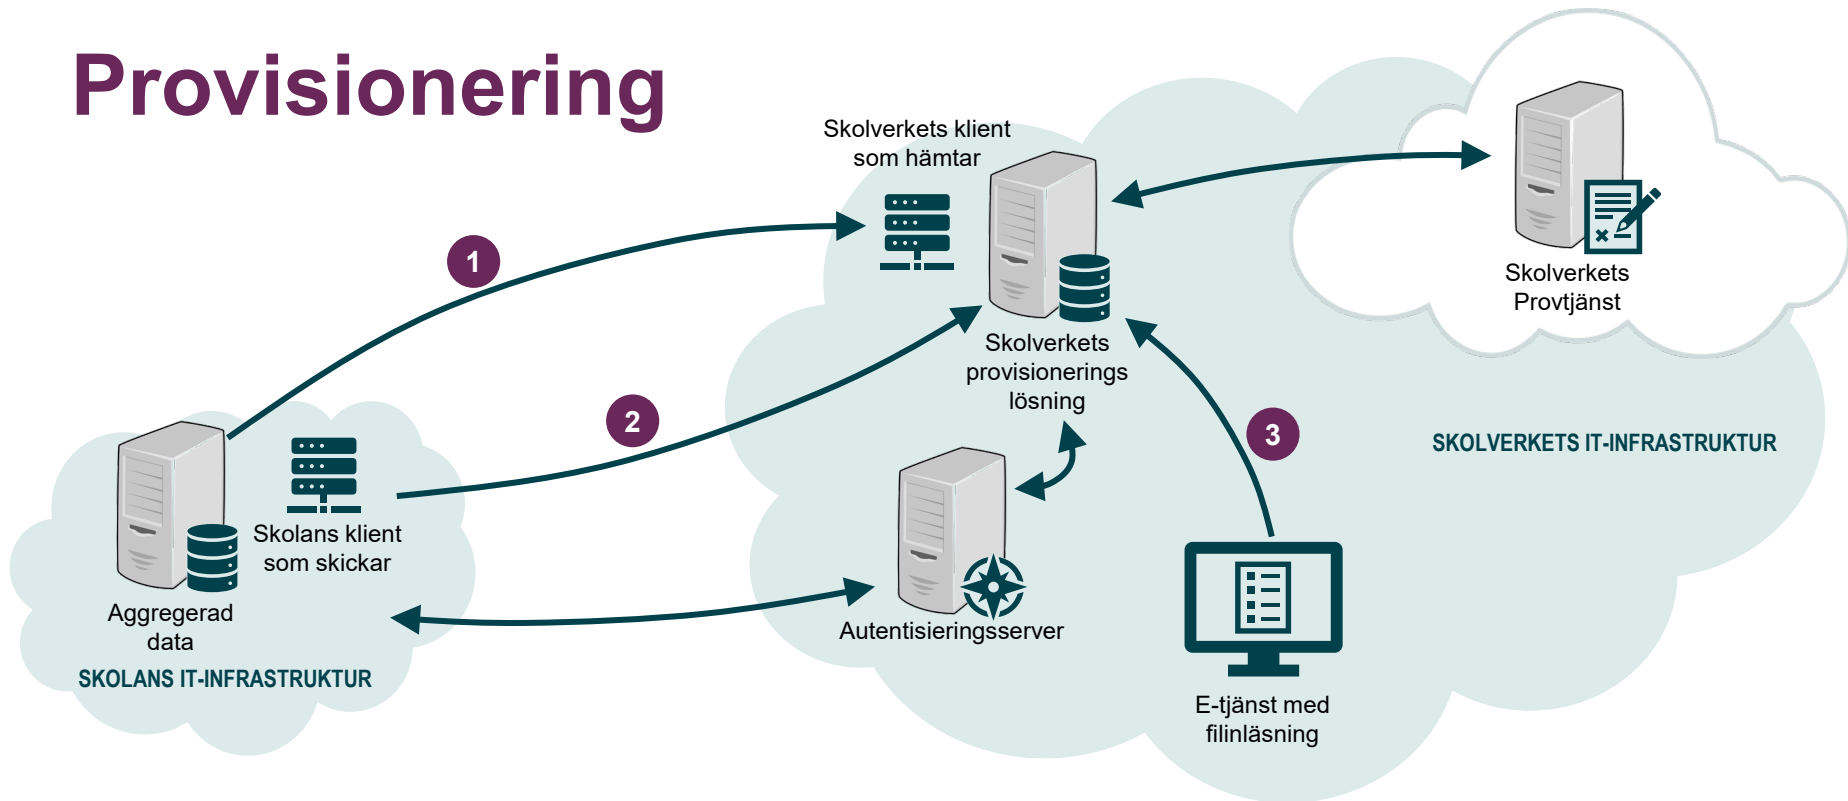 Provisionering
Skolverkets klient
som hämtar
1
Skolverkets
Provtjänst
Skolverkets
provisionerings
lösning
2
3
SKOLVERKETS IT-INFRASTRUKTUR
Skolans klient
som skickar
Aggregerad
data
SKOLANS IT-INFRASTRUKTUR
Autentisieringsserver
E-tjänst med
filinläsning